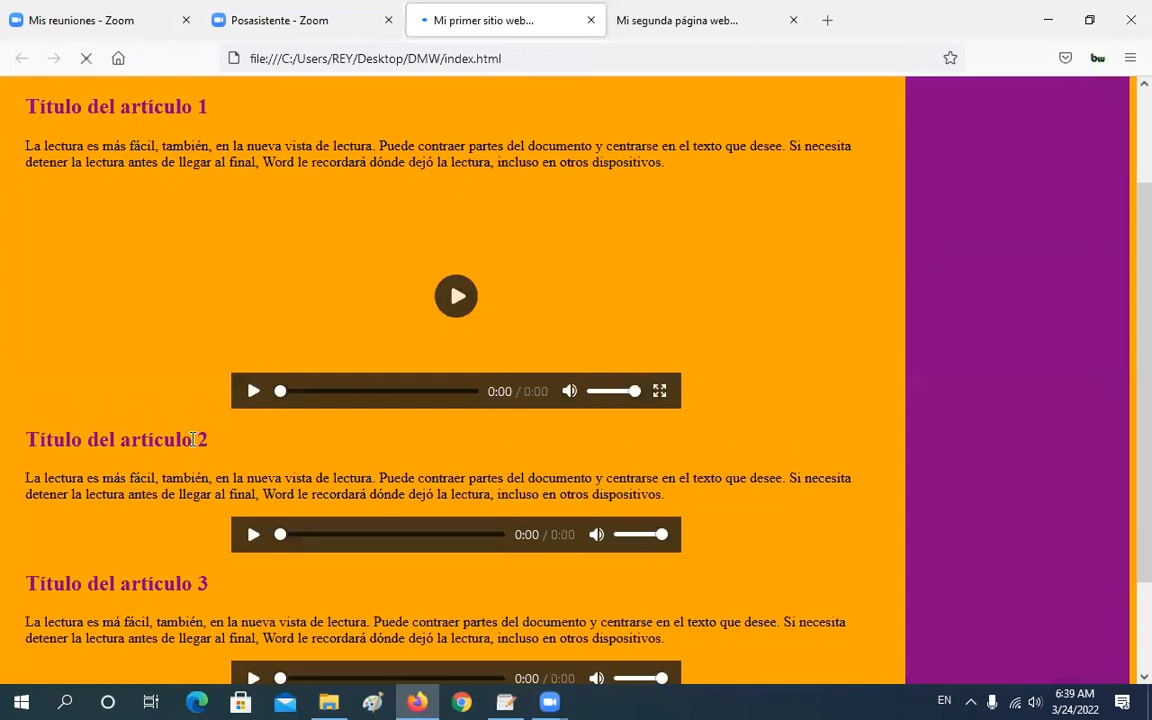 Mis reuniones - Zoom
Posasistente - Zoom
Mi primer sitio web...
Mi segunda página web...
file:///C:/Users/REY/Desktop/DMW/index.html
bw
Título del artículo 1
La lectura es más fácil, también, en la nueva vista de lectura. Puede contraer partes del documento y centrarse en el texto que desee. Si necesita
detener la lectura antes de llegar al final, Word le recordará dónde dejó la lectura, incluso en otros dispositivos.
0:00 / 0:00
Título del artículo 2
La lectura es más fácil, también, en la nueva vista de lectura. Puede contraer partes del documento y centrarse en el texto que desee. Si necesita
detener la lectura antes de llegar al final, Word le recordará dónde dejó la lectura, incluso en otros dispositivos.
0:00 / 0:00
Título del artículo 3
La lectura es má fácil, también, en la nueva vista de lectura. Puede contraer partes del documento y centrarse en el texto que desee. Si necesita
detener la lectura antes de llegar al final, Word le recordará dónde dejó la lectura, incluso en otros dispositivos.
EN
6:39 AM
3/24/2022